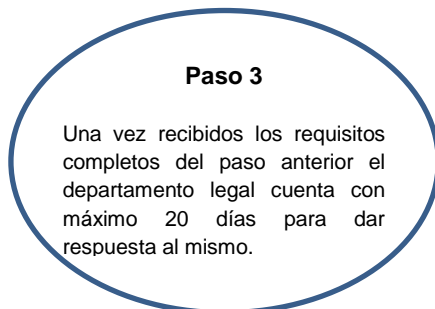 Paso 3
Una vez recibidos los requisitos
completos del paso anterior el
departamento legal cuenta con
máximo 20 días para dar
respuesta al mismo.